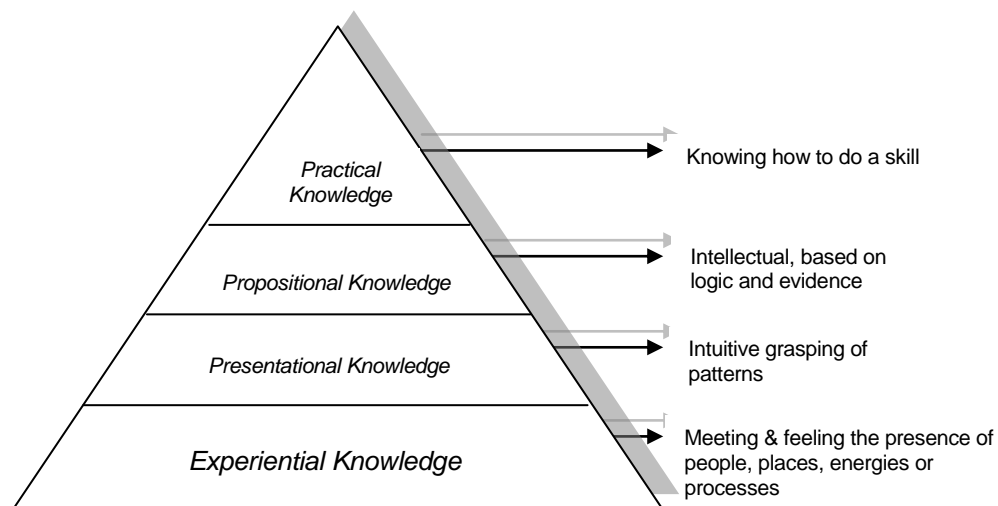 Practical
Knowledge
Knowing how to do a skill
Propositional Knowledge
Intellectual, based on
logic and evidence
Presentational Knowledge
Intuitive grasping of
patterns
Experiential Knowledge
Meeting & feeling the presence of
people, places, energies or
processes